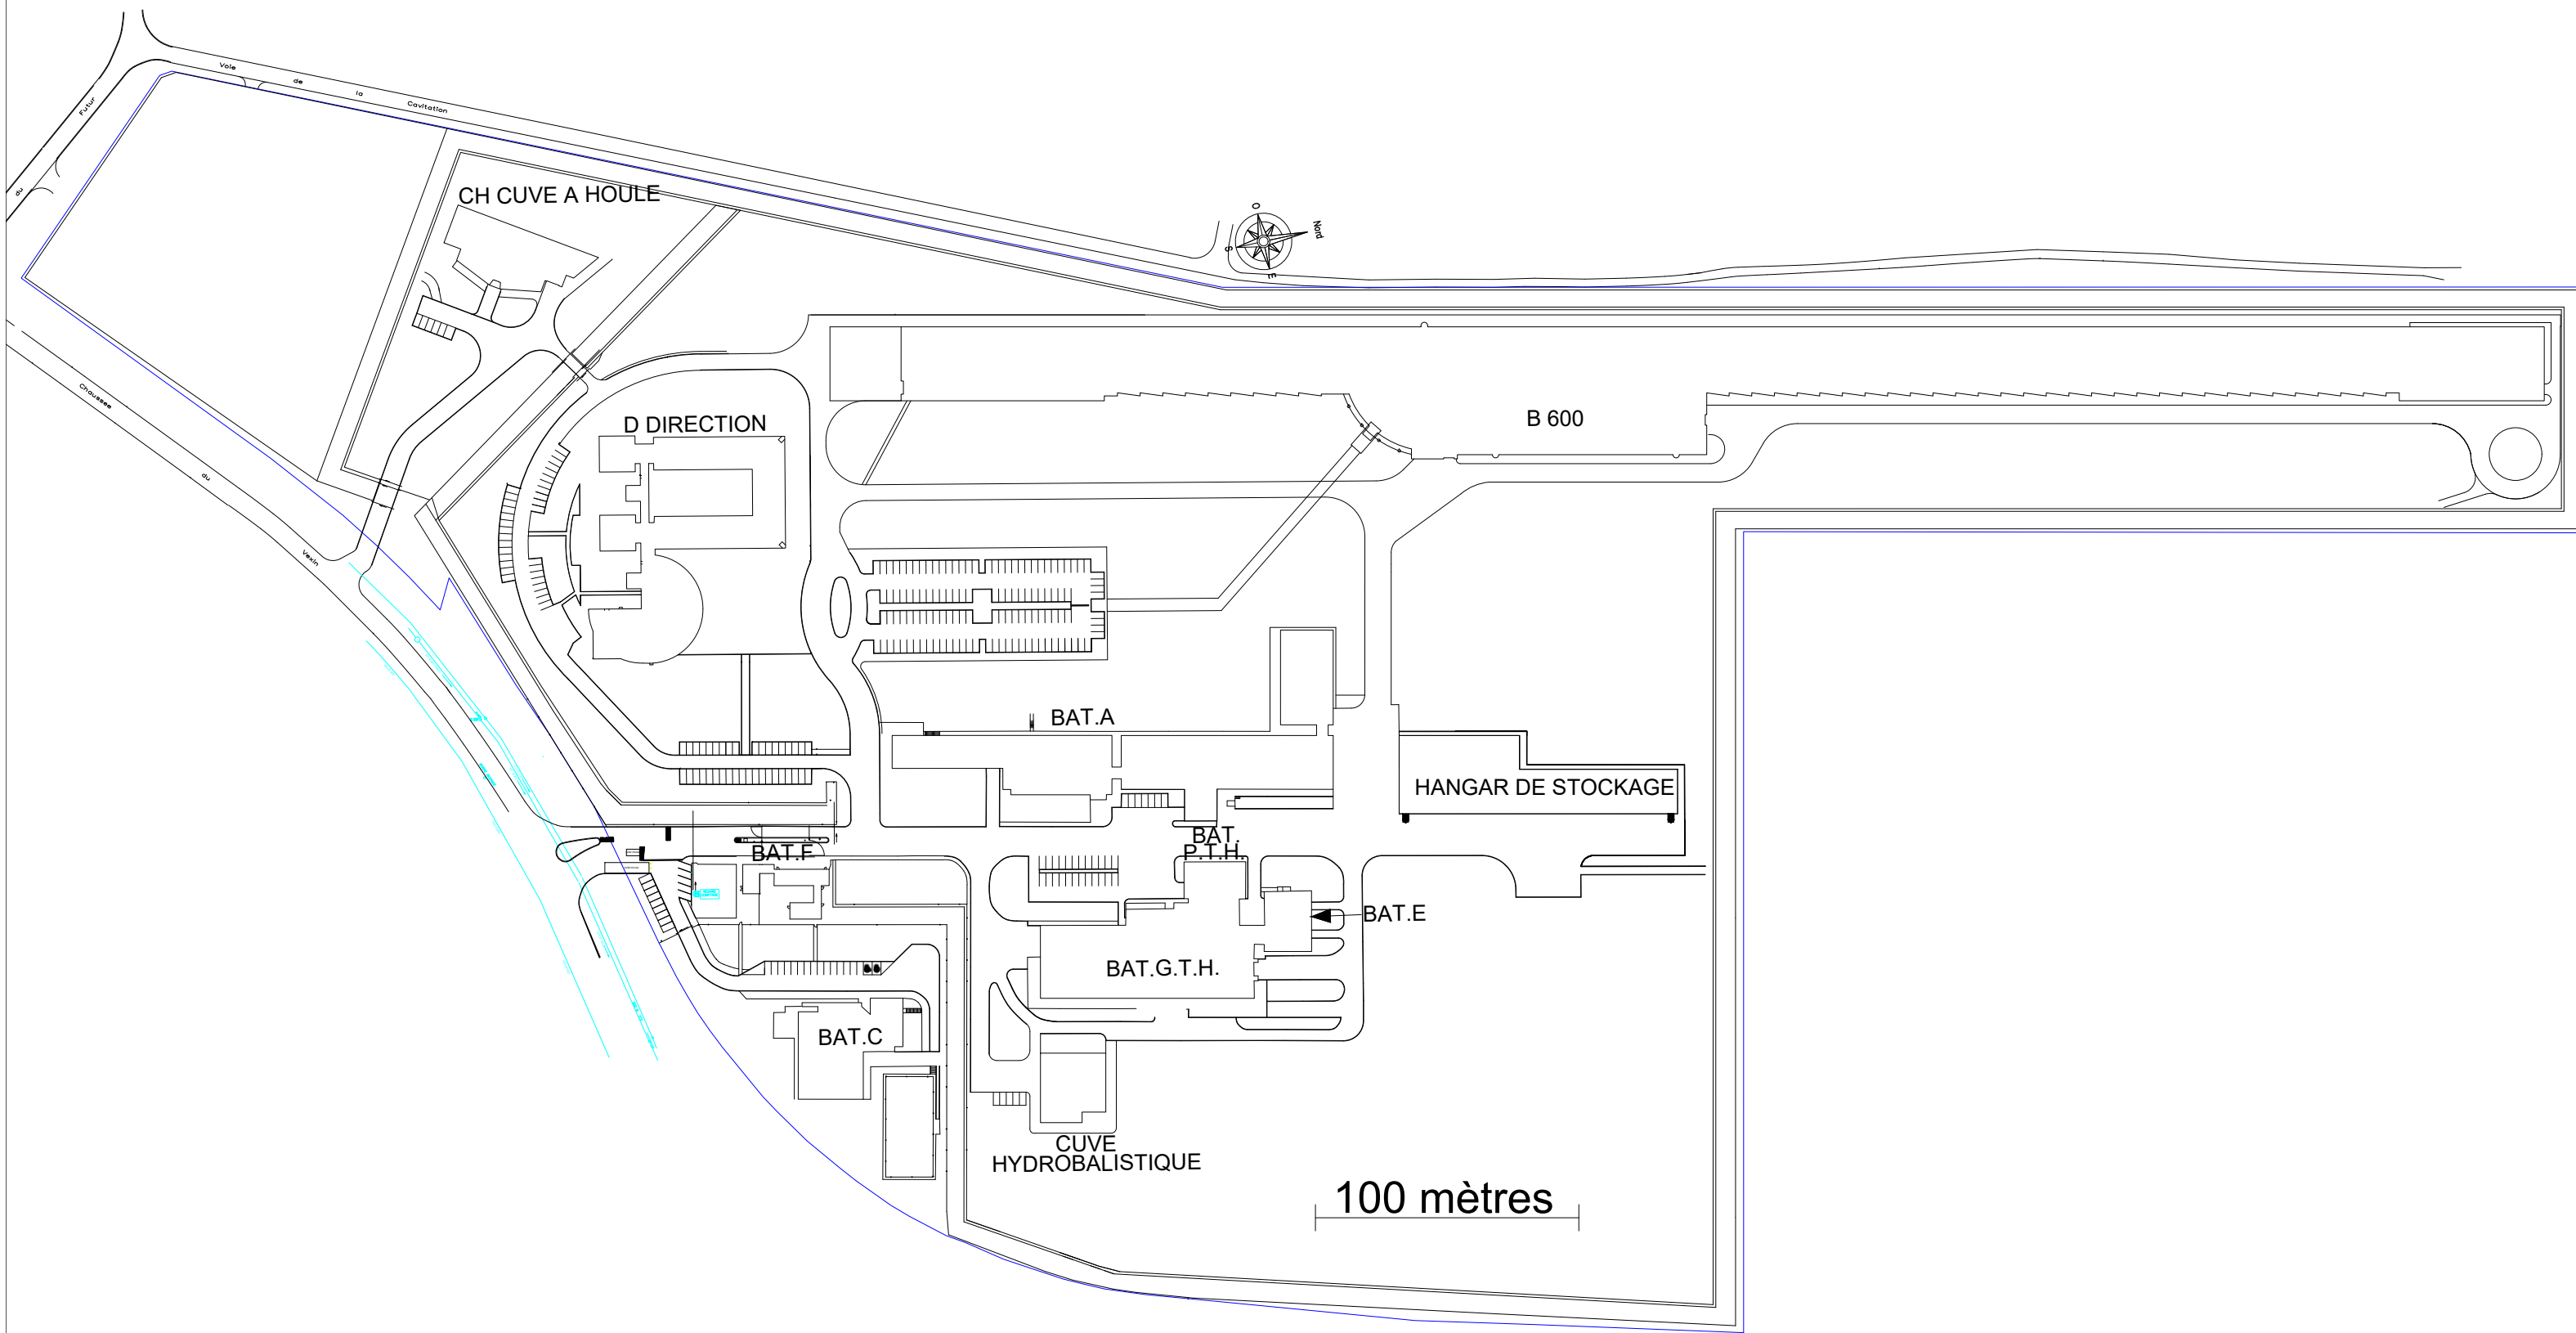 Voie
de
la
Cavitation
Futur
du
CH CUVE A HOULE
O
Nord
S
E
Chaussee
du
Vexin
D DIRECTION
B 600
BAT.A
HANGAR DE STOCKAGE
BAT.
P.T.H.
BAT.F
BAT.E
BAT.G.T.H.
BAT.C
CUVE
HYDROBALISTIQUE
100 mètres